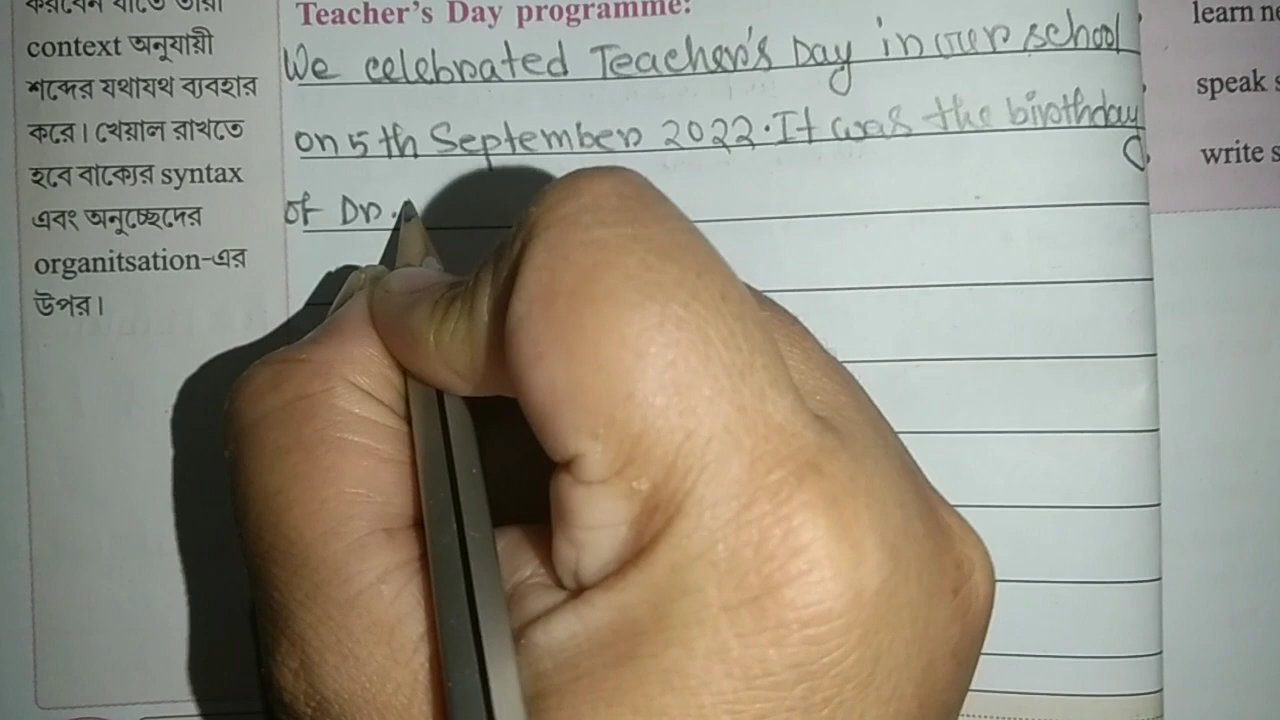 Teacher's Day programme:
We celebrated Teacher's Day in our school
on 5th September 2022. It was the birthday
of Dr.
context অনুযায়ী
শব্দের যথাযথ ব্যবহার
করে। খেয়াল রাখতে
হবে বাক্যের syntax
এবং অনুচ্ছেদের
organitsation-এর
উপর।
learn
speak
write